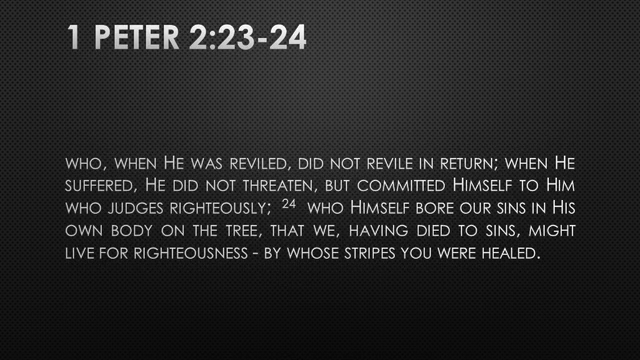 1 PETER 2:23-24
WHO, WHEN HE WAS REVILED, DID NOT REVILE IN RETURN; WHEN HE
SUFFERED, HE DID NOT THREATEN, BUT COMMITTED HIMSELF TO HIM
WHO JUDGES RIGHTEOUSLY; 24 WHO HIMSELF BORE OUR SINS IN HIS
OWN BODY ON THE TREE, THAT WE, HAVING DIED TO SINS, MIGHT
LIVE FOR RIGHTEOUSNESS - BY WHOSE STRIPES YOU WERE HEALED.